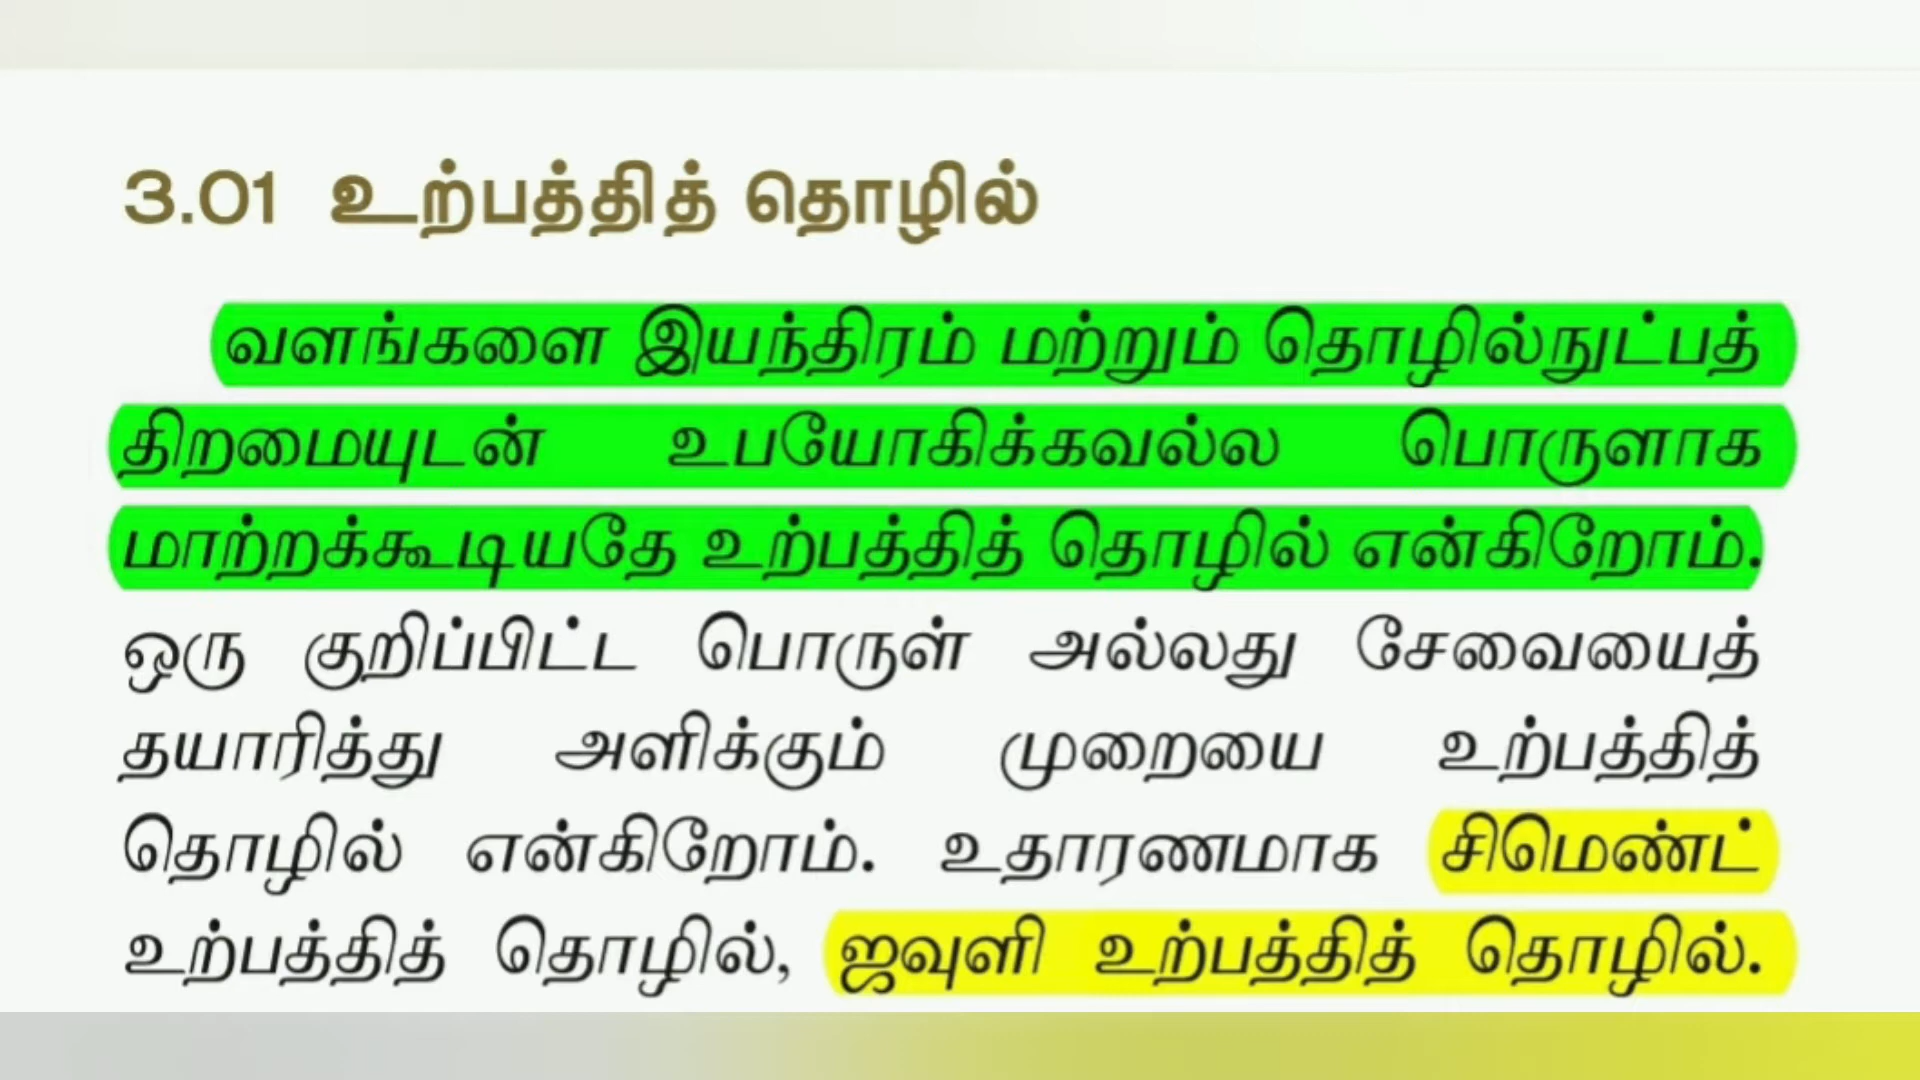 3.01 உற்பத்தித் தொழில்
வளங்களை இயந்திரம் மற்றும் தொழில்நுட்பத்
திறமையுடன் உபயோகிக்கவல்ல பொருளாக
மாற்றக்கூடியதே உற்பத்தித் தொழில் என்கிறோம்.
ஒரு குறிப்பிட்ட பொருள் அல்லது சேவையைத்
தயாரித்து அளிக்கும் முறையை உற்பத்தித்
தொழில் என்கிறோம். உதாரணமாக சிமெண்ட்
உற்பத்தித் தொழில், ஜவுளி உற்பத்தித் தொழில்.